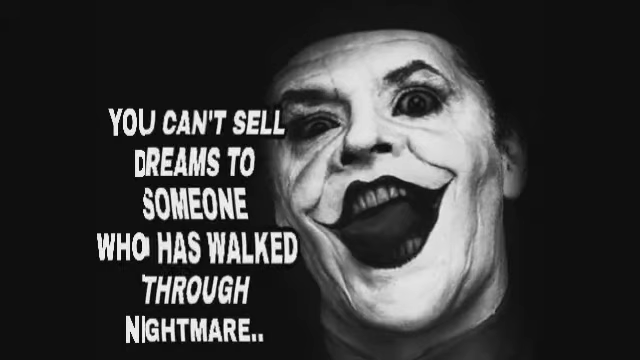 YOU CAN'T SELL
DREAMS TO
SOMEONE
WHO HAS WALKED
THROUGH
NIGHTMARE..